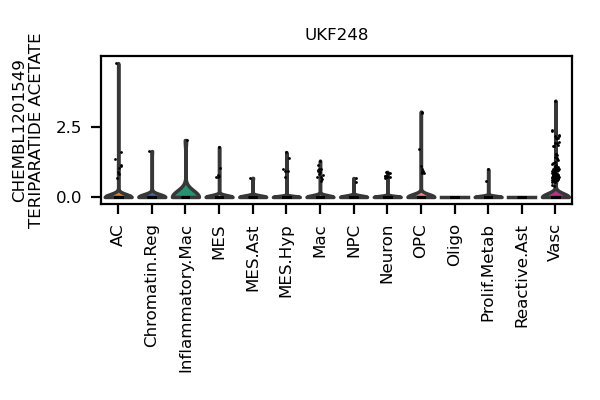 UKF248
CHEMBL1201549
TERIPARATIDE ACETATE
2.5
0.0
AC
Chromatin.Reg
Inflammatory.Mac
MES
MES.Ast
MES.Hyp
Mac
NPC
Neuron
OPC
Oligo
Prolif.Metab
Reactive.Ast
Vasc